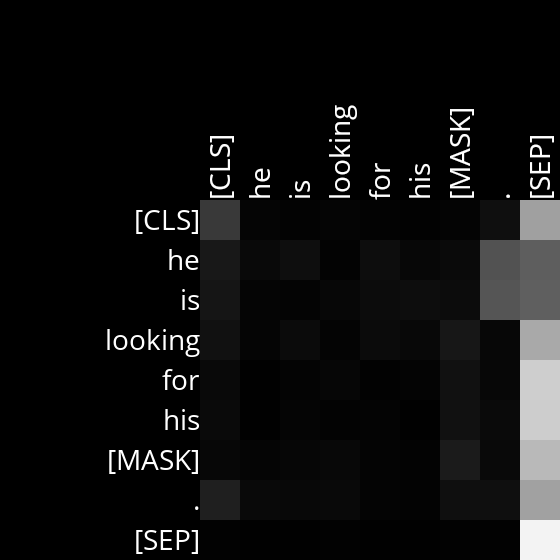 [CLS]
he
is
looking
for
his
[MASK]
.
[SEP]
[CLS]
he
is
looking
for
his
[MASK]
.
[SEP]